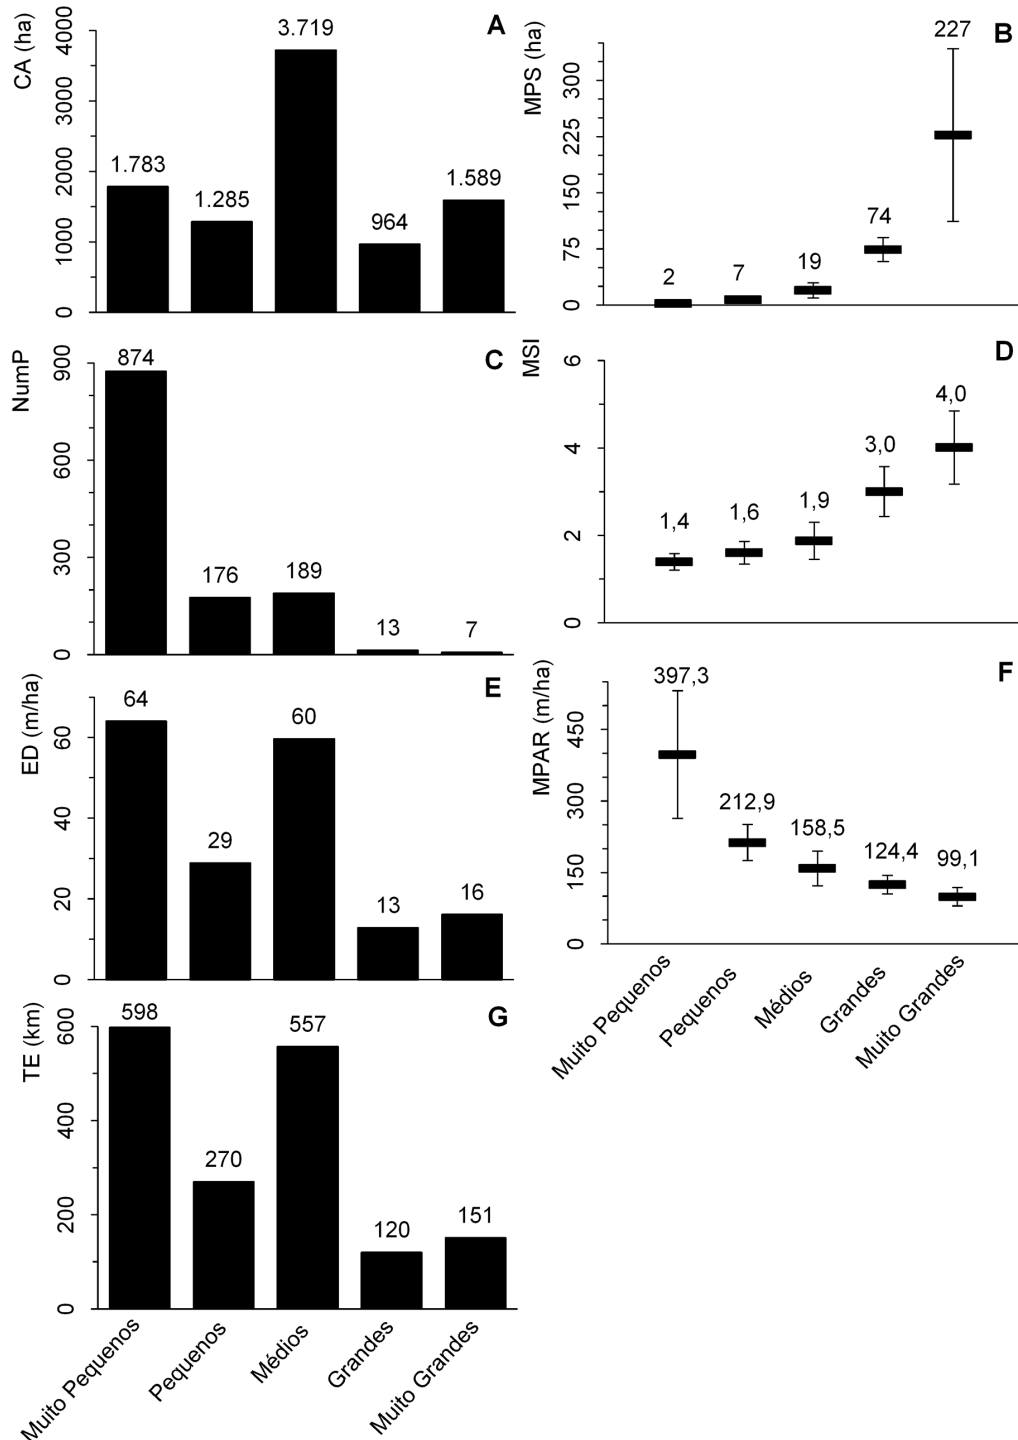 A
CA (ha)
0
1000
2000
3000
4000
1.783
1.285
3.719
964
1.589
B
MPS (ha)
0
75
150
225
300
2
7
19
74
227
C
NumP
0
300
600
900
874
176
189
13
7
D
MSI
0
2
4
6
1,4
1,6
1,9
3,0
4,0
E
ED (m/ha)
0
20
40
60
64
29
60
13
16
F
MPAR (m/ha)
0
150
300
450
397,3
212,9
158,5
124,4
99,1
Muito Pequenos
Pequenos
Médios
Grandes
Muito Grandes
G
TE (km)
0
200
400
600
598
270
557
120
151
Muito Pequenos
Pequenos
Médios
Grandes
Muito Grandes